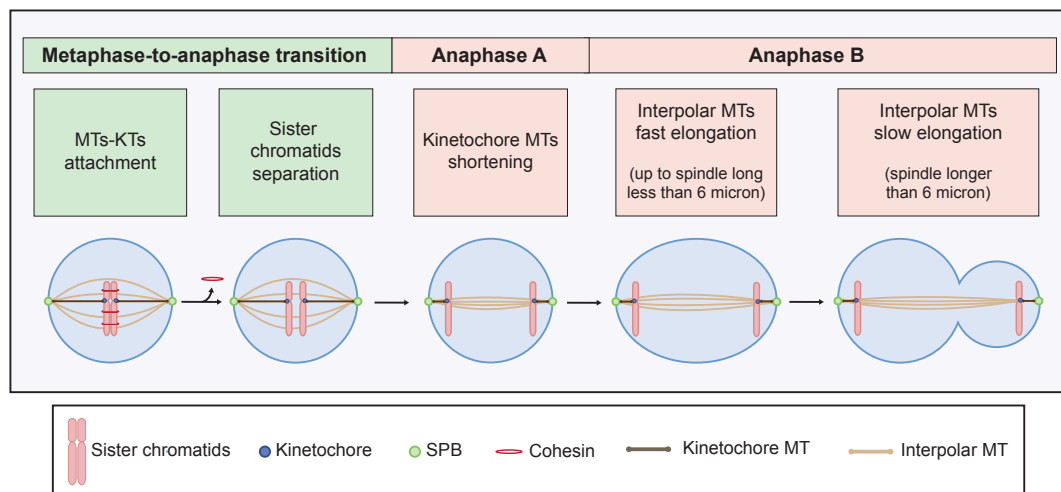 Metaphase-to-anaphase transition
Anaphase A
Anaphase B
MTs-KTs
attachment
Sister
chromatids
separation
Kinetochore MTs
shortening
Interpolar MTs
fast elongation
(up to spindle long
less than 6 micron)
Interpolar MTs
slow elongation
(spindle longer
than 6 micron)
Sister chromatids
Kinetochore
SPB
Cohesin
Kinetochore MT
Interpolar MT